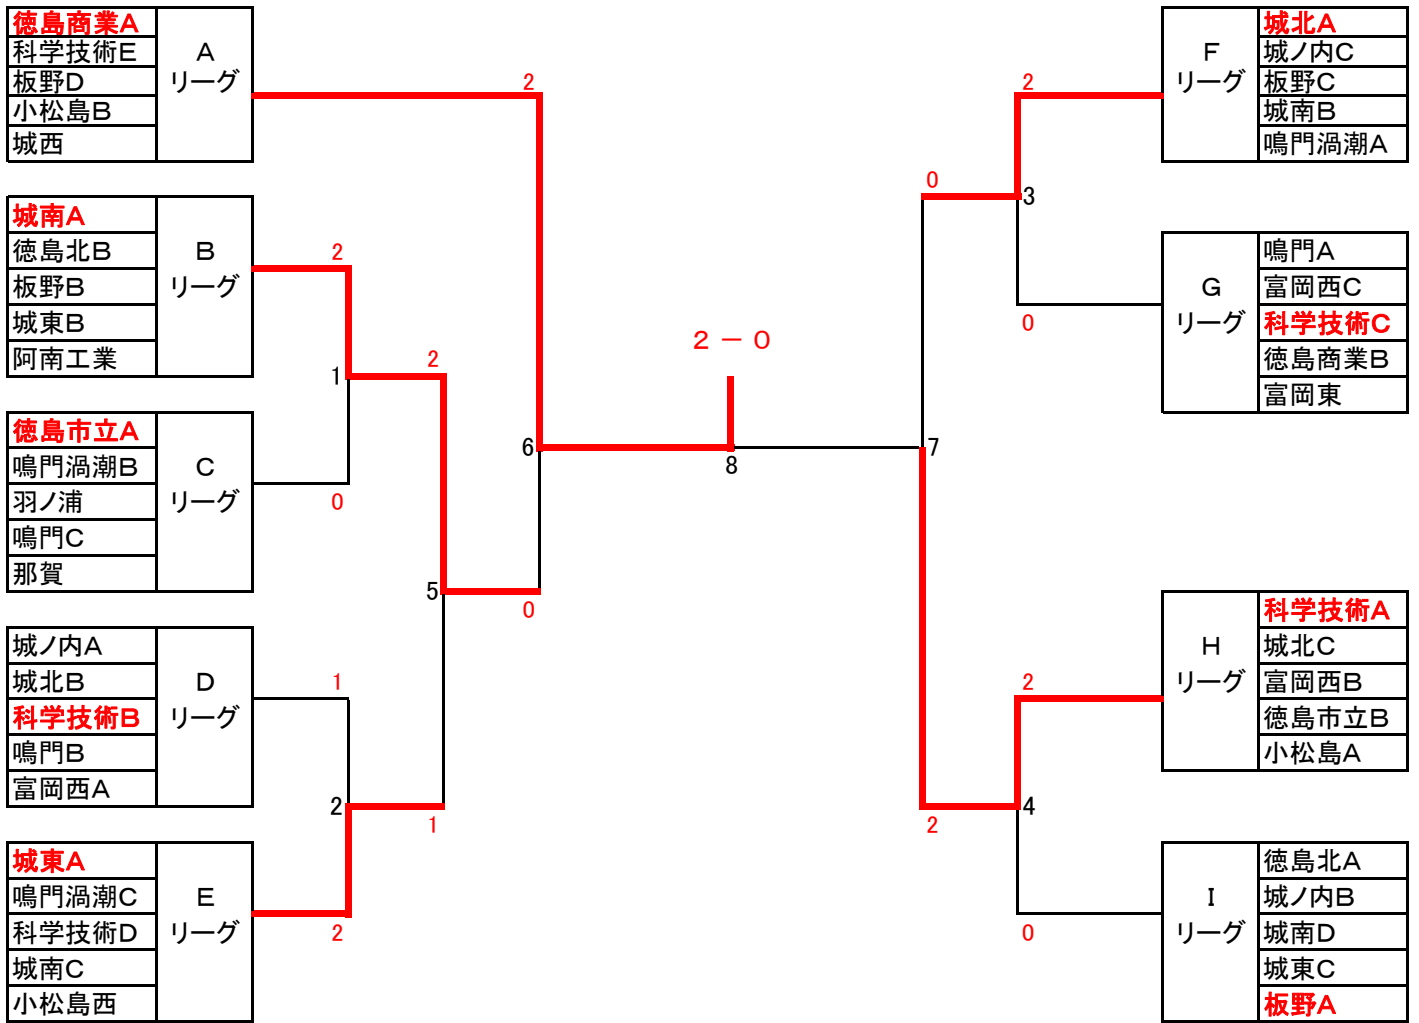 徳島商業A
科学技術E
板野D
小松島B
城西
A
リーグ
城南A
徳島北B
板野B
城東B
阿南工業
B
リーグ
徳島市立A
鳴門渦潮B
羽ノ浦
鳴門C
那賀
C
リーグ
城ノ内A
城北B
科学技術B
鳴門B
富岡西A
D
リーグ
城東A
鳴門渦潮C
科学技術D
城南C
小松島西
E
リーグ
2
2
1
0
2
1
2
2
5
1
2
6
0
2－0
8
0
7
2
2
3
0
2
4
0
F
リーグ
城北A
城ノ内C
板野C
城南B
鳴門渦潮A
G
リーグ
鳴門A
富岡西C
科学技術C
徳島商業B
富岡東
H
リーグ
科学技術A
城北C
富岡西B
徳島市立B
小松島A
I
リーグ
徳島北A
城ノ内B
城南D
城東C
板野A